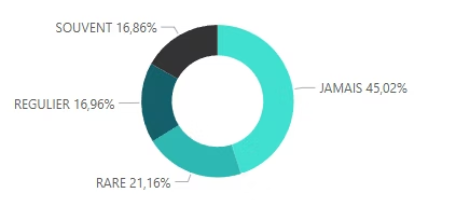 SOUVENT 16,86%
JAMAIS 45,02%
REGULIER 16,96%
RARE 21,16%